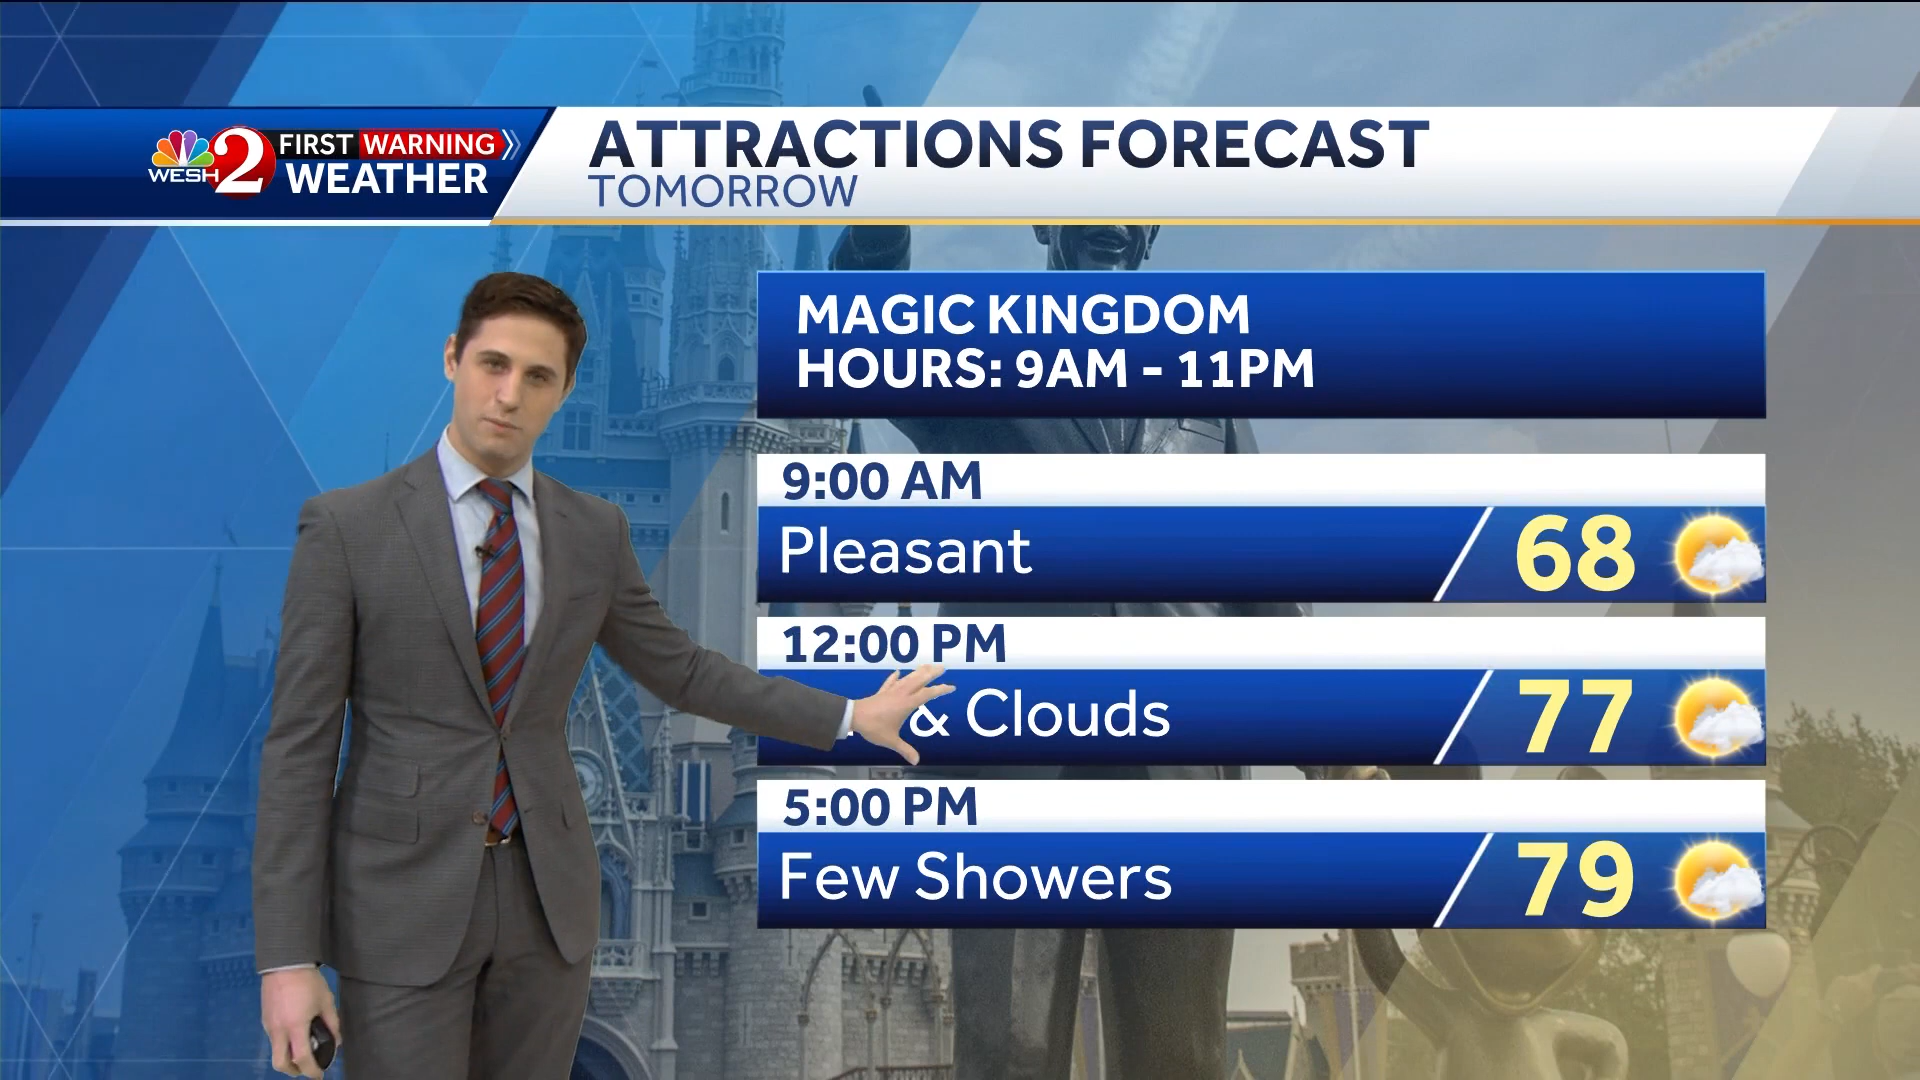 WESH 2
FIRST WARNING
WEATHER
ATTRACTIONS FORECAST
TOMORROW
MAGIC KINGDOM
HOURS: 9AM - 11PM
9:00 AM
Pleasant 68
12:00 PM
& Clouds 77
5:00 PM
Few Showers 79